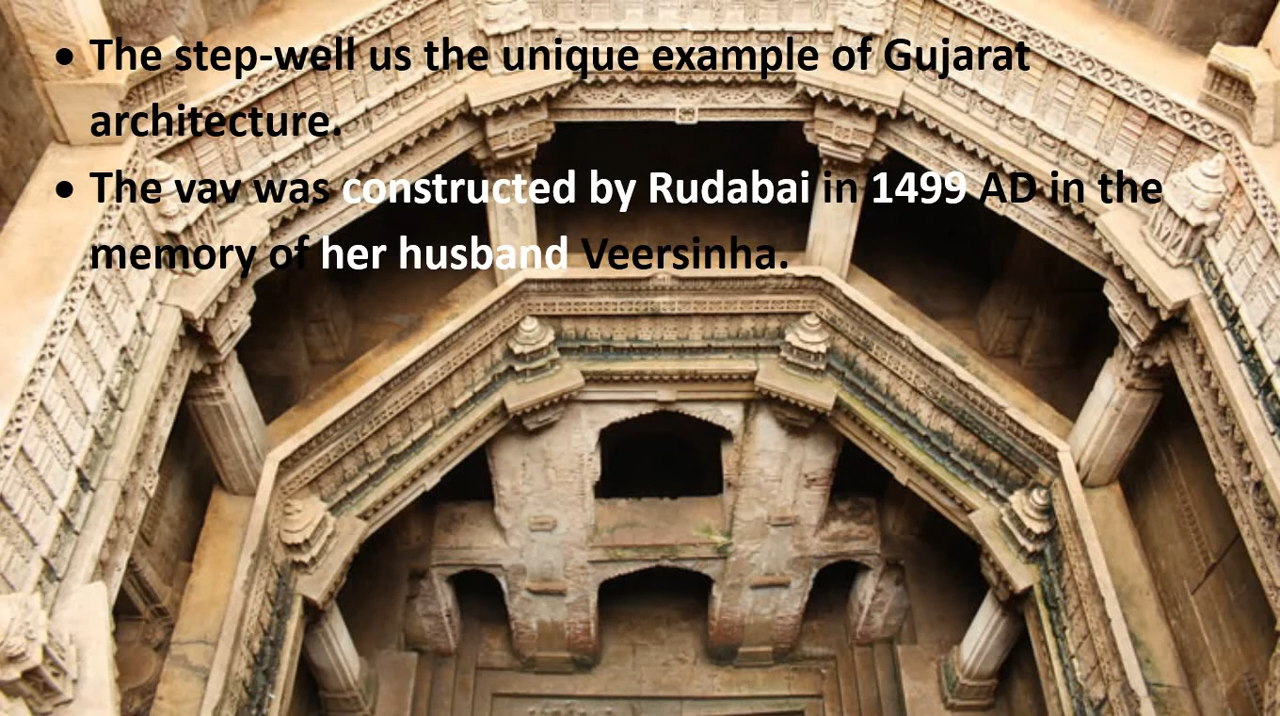 • The step-well us the unique example of Gujarat
architecture.
• The vav was constructed by Rudabai in 1499 AD in the
memory of her husband Veersinha.